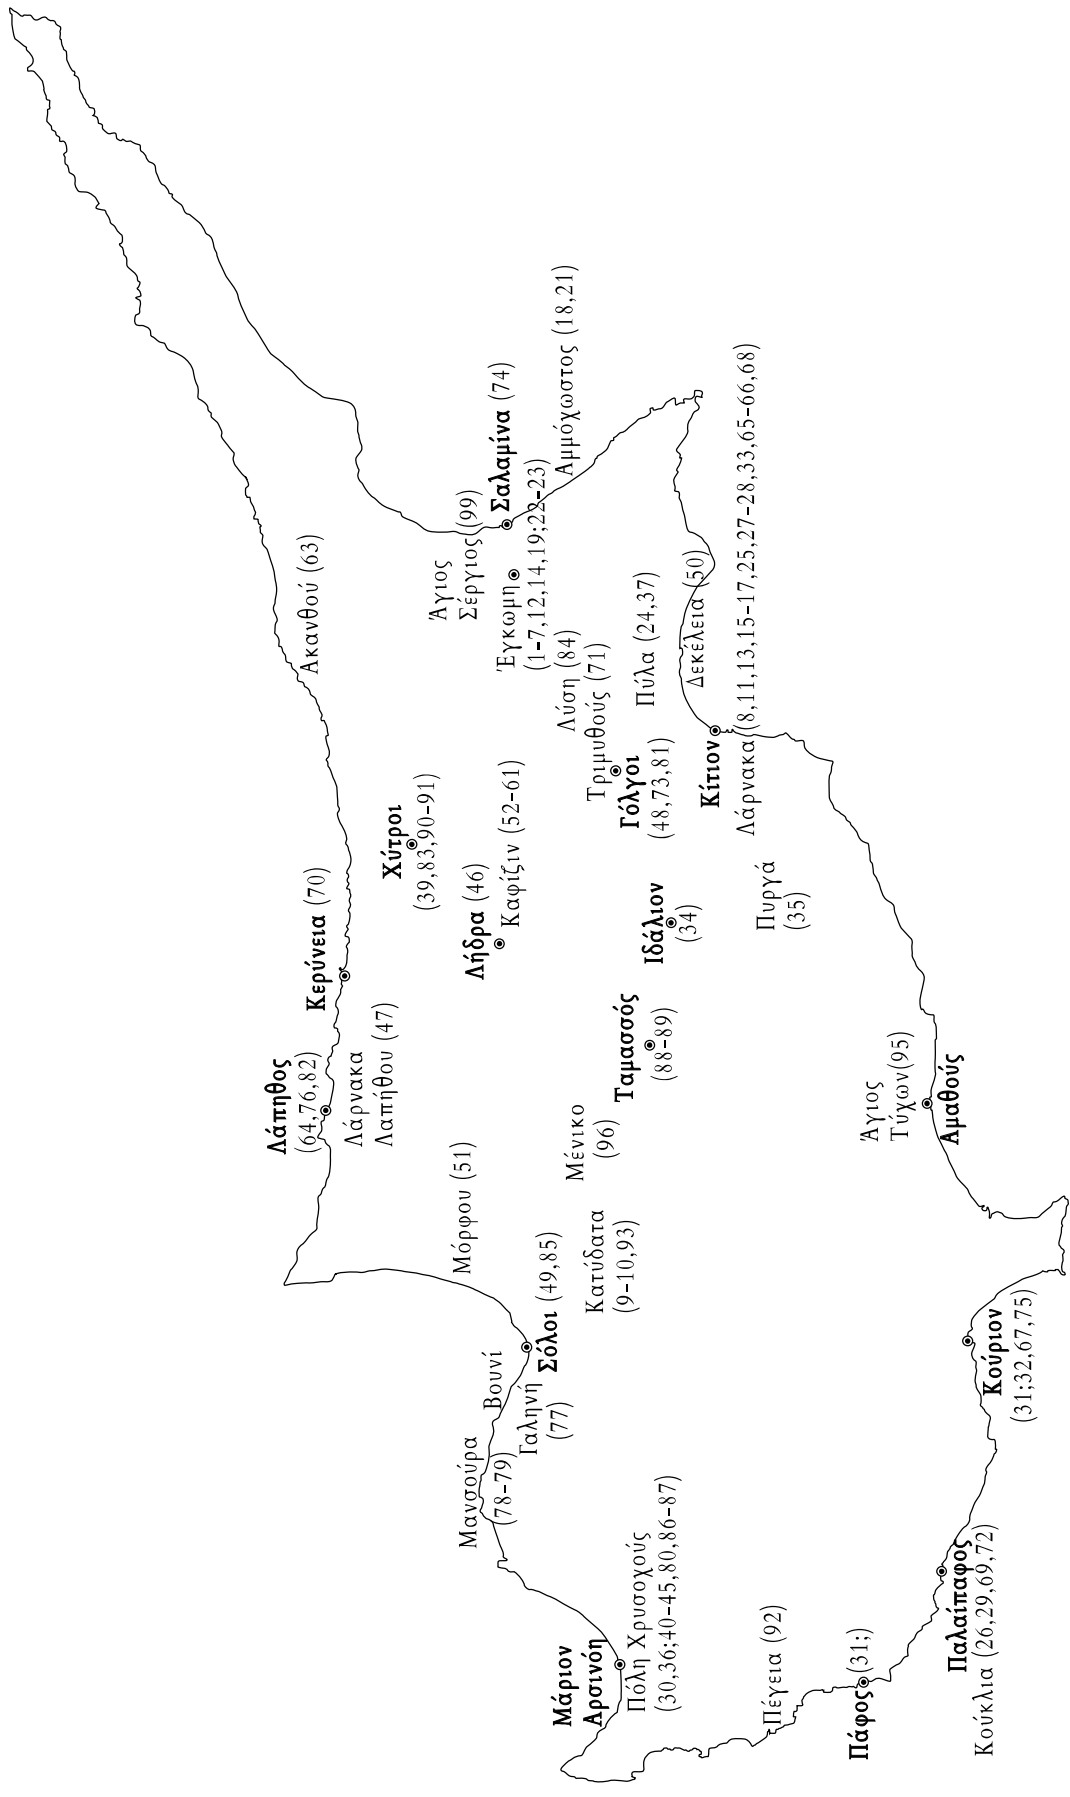 Ακανθού (63)
Κερύνεια (70)
Λάπηθος
(64,76,82)
Λάρνακα
Λαπήθου (47)
Χύτροι
(39,83,90-91)
Άγιος
Σέργιος (99)
Σαλαμίνα (74)
Έγκωμη
(1-7,12,14,19;22-23)
Αμμόχωστος (18,21)
Μόρφου (51)
Λήδρα (46)
Καφίζιν (52-61)
Λύση (84)
Τριμυθούς (71)
Γόλγοι
(48,73,81)
Πύλα (24,37)
Δεκέλεια (50)
Κίτιον
Λάρνακα (8,11,13,15-17,25,27-28,33,65-66,68)
Μανσούρα
(78-79)
Βουνί
Γαληνή
(77)
Σόλοι (49,85)
Κατύδατα
(9-10,93)
Μένικο
(96)
Ταμασσός
(88-89)
Ιδάλιον
(34)
Πυργά
(35)
Μάριον
Αρσινόη
Πόλη Χρυσοχούς
(30,36;40-45,80,86-87)
Πέγεια (92)
Πάφος (31;)
Παλαίπαφος
Κούκλια (26,29,69,72)
Κούριον
(31;32,67,75)
Άγιος
Τύχων(95)
Αμαθούς